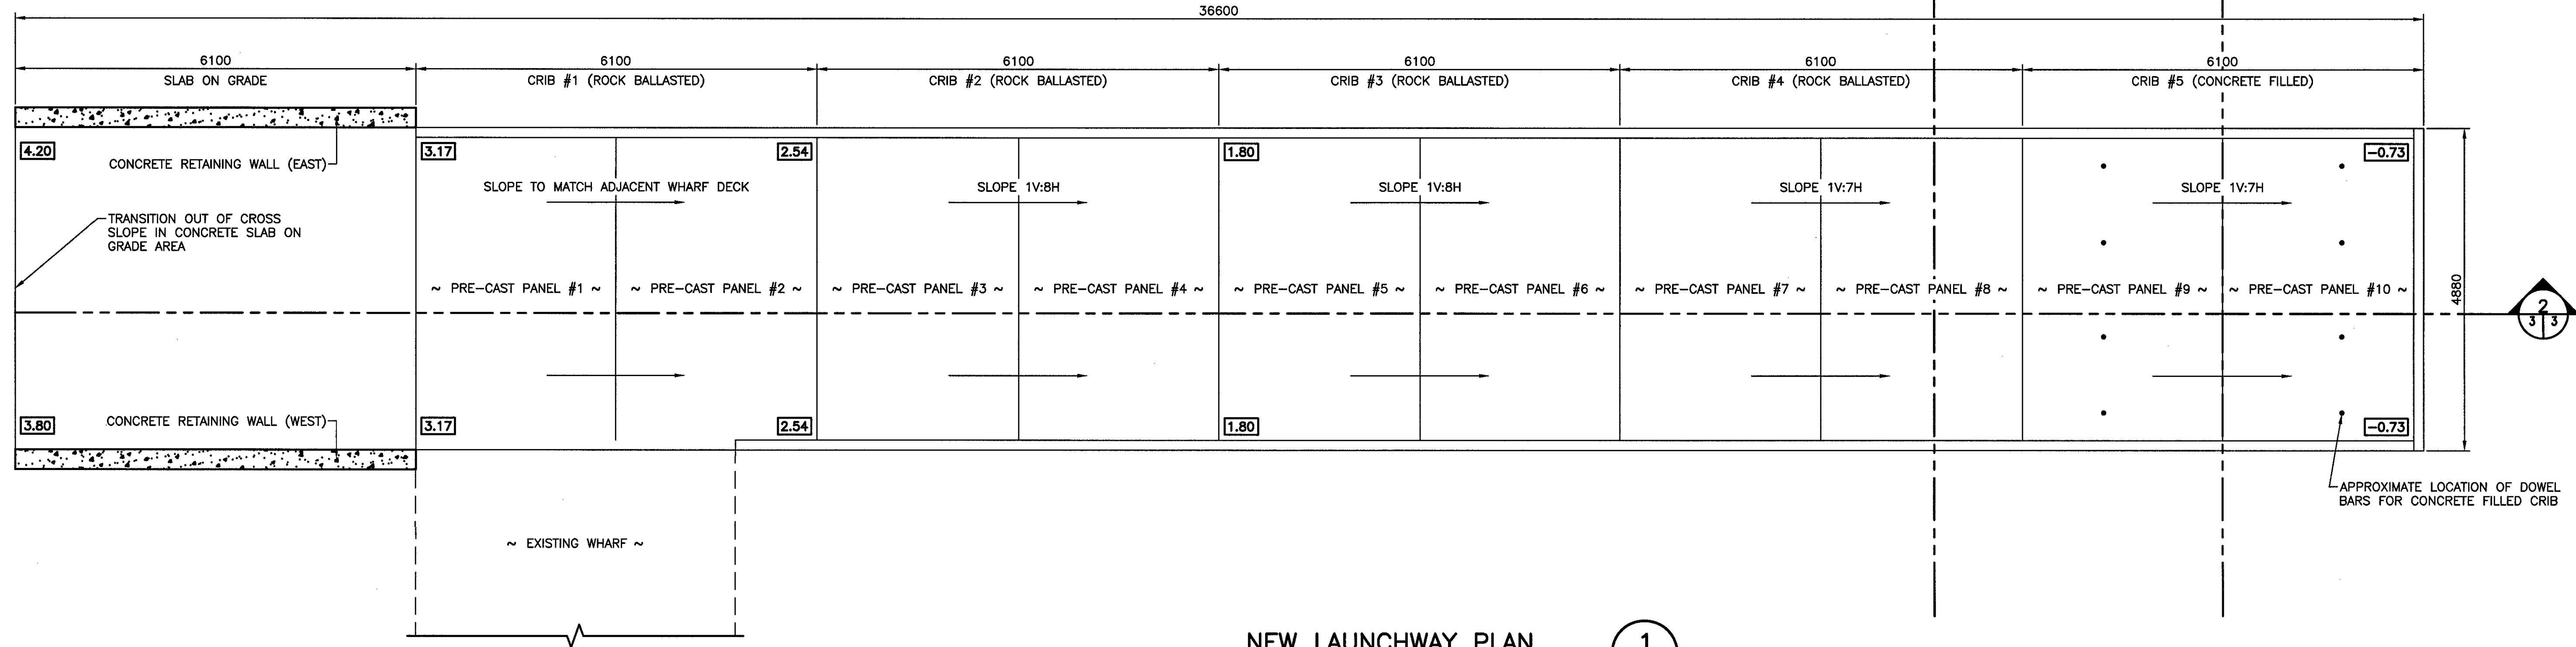 36600
6100
6100
6100
6100
6100
6100
SLAB ON GRADE
CRIB #1 (ROCK BALLASTED)
CRIB #2 (ROCK BALLASTED)
CRIB #3 (ROCK BALLASTED)
CRIB #4 (ROCK BALLASTED)
CRIB #5 (CONCRETE FILLED)
4.20
CONCRETE RETAINING WALL (EAST)
3.17
2.54
1.80
-0.73
SLOPE TO MATCH ADJACENT WHARF DECK
SLOPE 1V:8H
SLOPE 1V:8H
SLOPE 1V:7H
SLOPE 1V:7H
TRANSITION OUT OF CROSS
SLOPE IN CONCRETE SLAB ON
GRADE AREA
~ PRE-CAST PANEL #1 ~
~ PRE-CAST PANEL #2 ~
~ PRE-CAST PANEL #3 ~
~ PRE-CAST PANEL #4 ~
~ PRE-CAST PANEL #5 ~
~ PRE-CAST PANEL #6 ~
~ PRE-CAST PANEL #7 ~
~ PRE-CAST PANEL #8 ~
~ PRE-CAST PANEL #9 ~
~ PRE-CAST PANEL #10 ~
4880
2
3 3
3.80
CONCRETE RETAINING WALL (WEST)
3.17
2.54
1.80
-0.73
APPROXIMATE LOCATION OF DOWEL
BARS FOR CONCRETE FILLED CRIB
~ EXISTING WHARF ~
NEW LAUNCHWAY PLAN
1